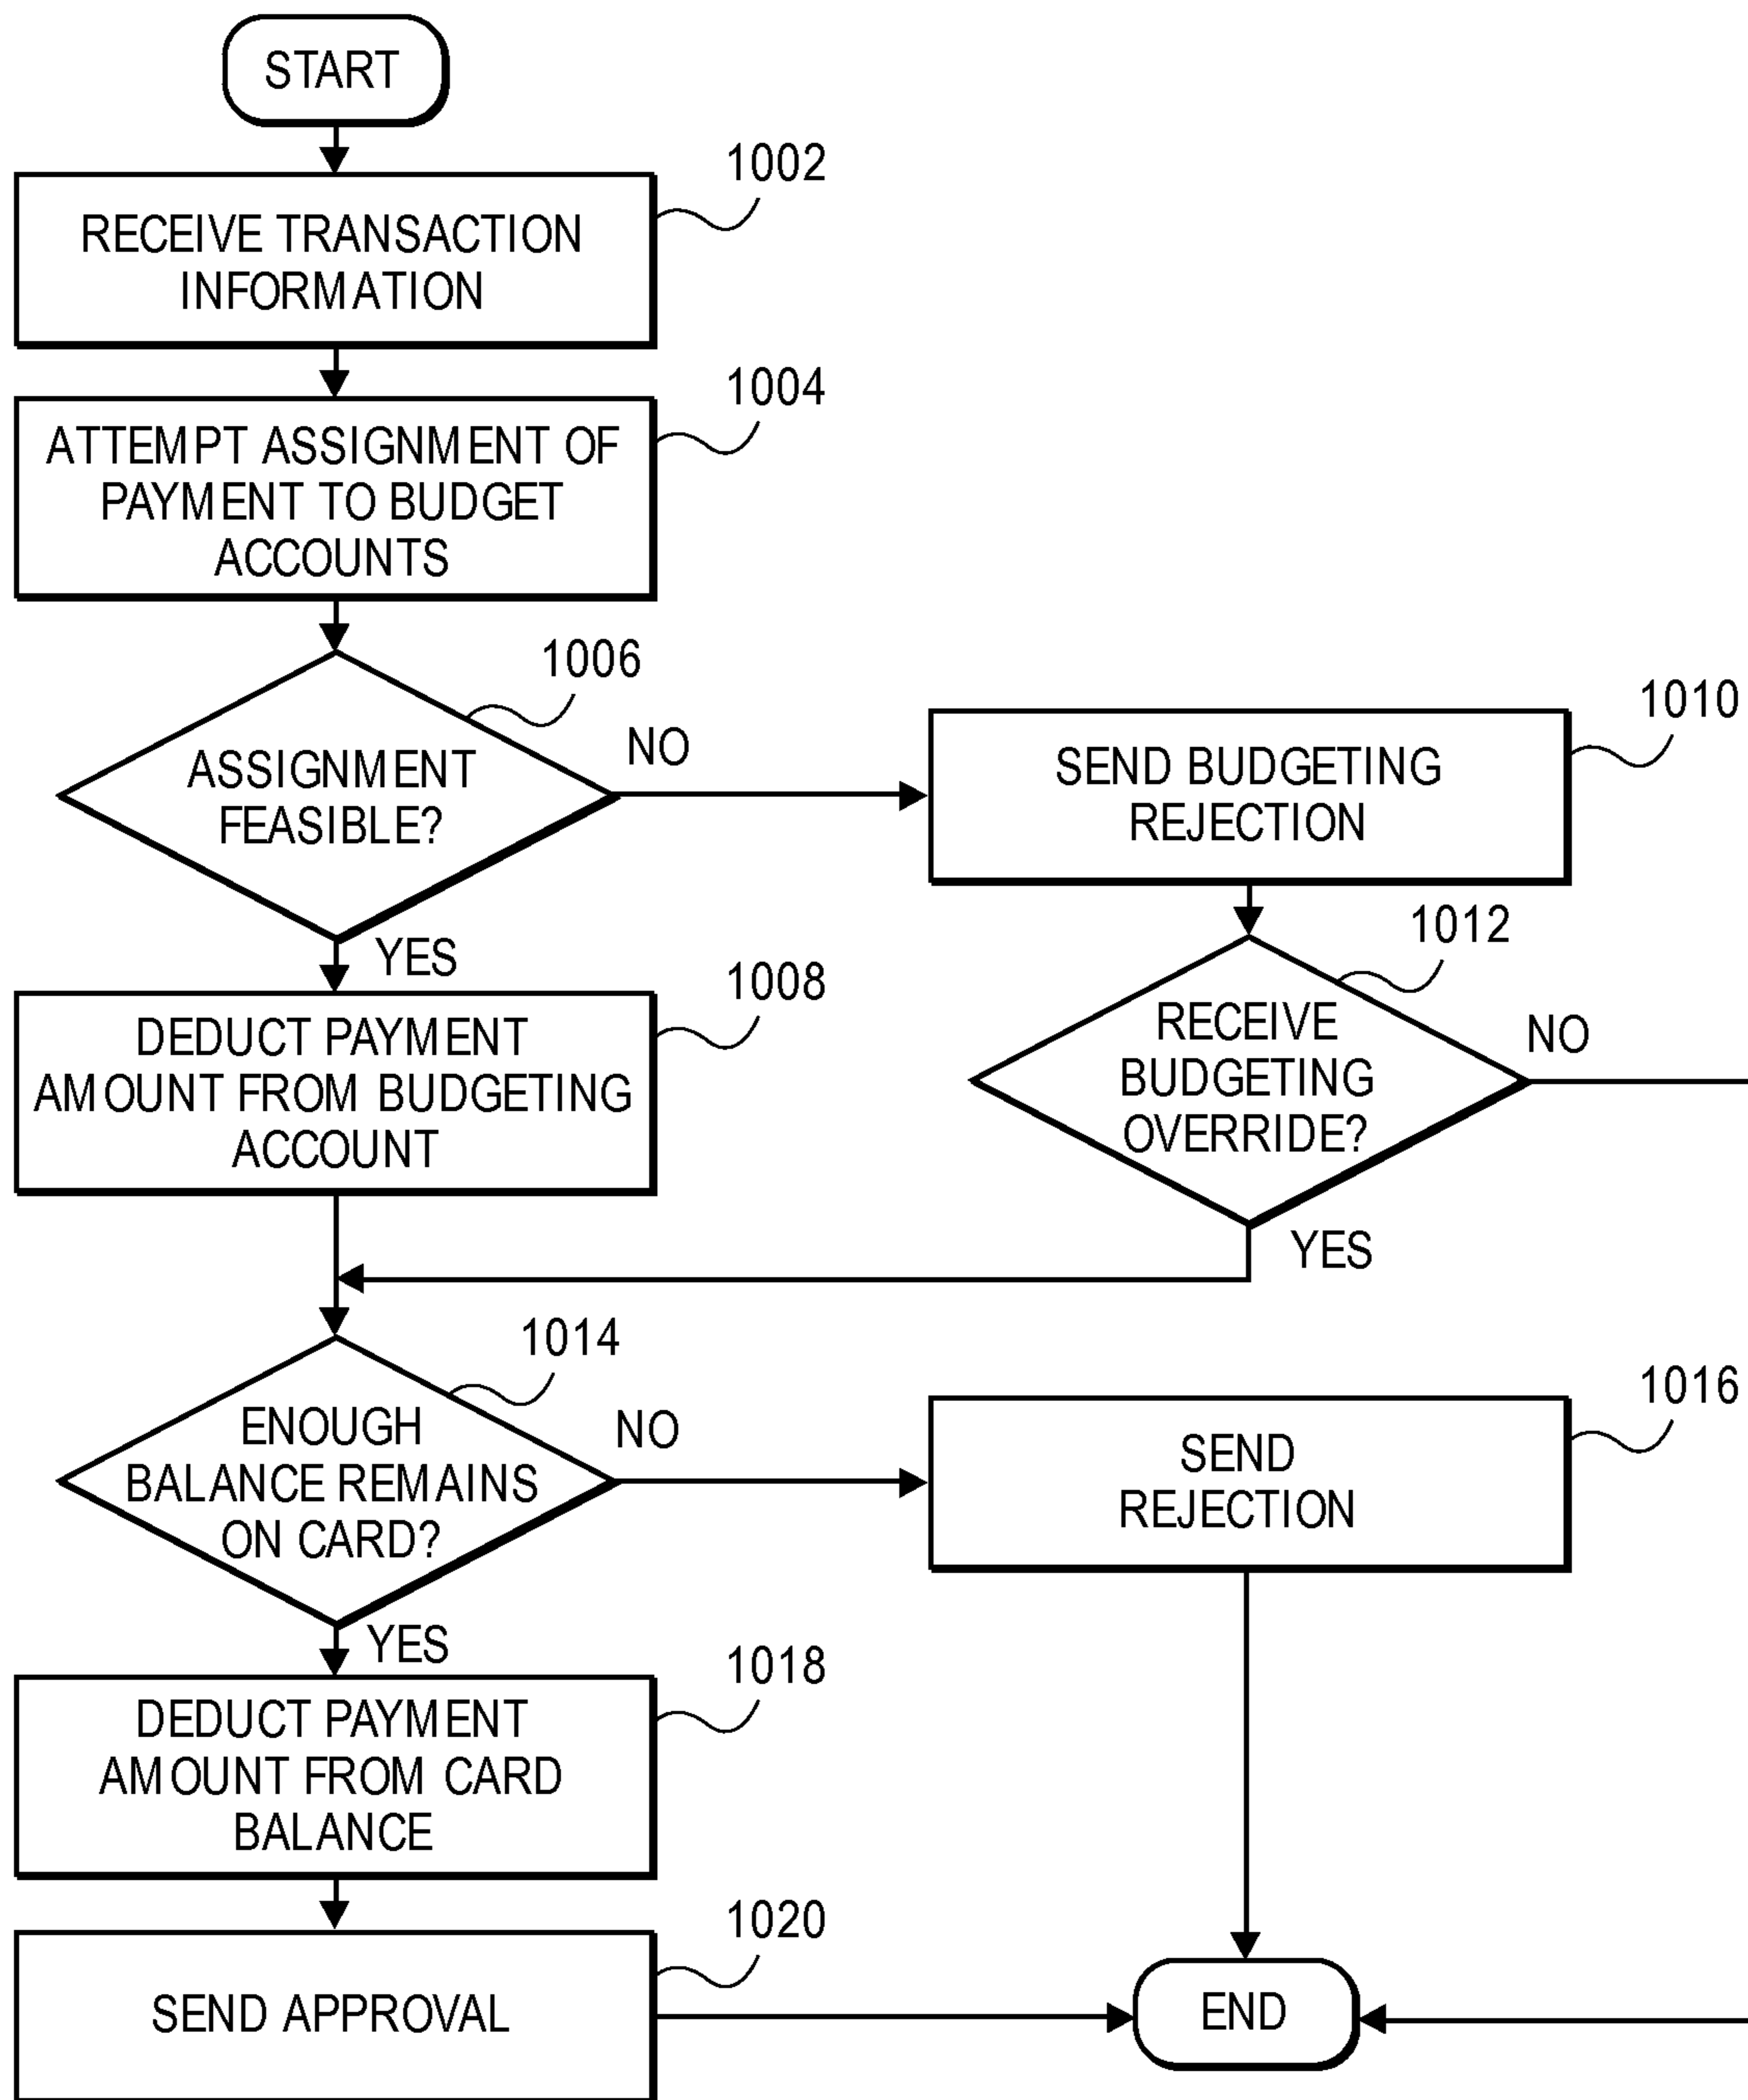 START
1002
RECEIVE TRANSACTION
INFORMATION
1004
ATTEMPT ASSIGNMENT OF
PAYMENT TO BUDGET
ACCOUNTS
1006
ASSIGNMENT
FEASIBLE?
NO
YES
1010
SEND BUDGETING
REJECTION
1008
DEDUCT PAYMENT
AMOUNT FROM BUDGETING
ACCOUNT
1012
RECEIVE
BUDGETING
OVERRIDE?
NO
YES
1014
ENOUGH
BALANCE REMAINS
ON CARD?
NO
YES
1016
SEND
REJECTION
1018
DEDUCT PAYMENT
AMOUNT FROM CARD
BALANCE
1020
SEND APPROVAL
END